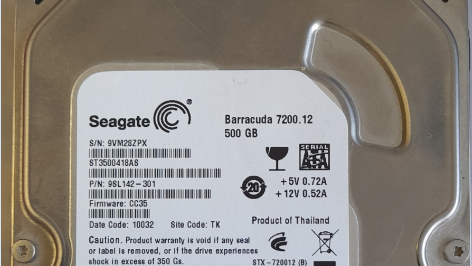 Seagate
Barracuda 7200.12
500 GB
S/N: 9VM28ZPX
ST3500418AS
P/N: 9SL142-301
Firmware: CC35
Date Code: 10032 Site Code: TK
SERIAL
ATA
+5V 0.72A
+12V 0.52A
Product of Thailand
Caution. Product warranty is void if any seal
or label is removed, or if the drive experiences
shock in excess of 350 Gs.
STX-720012 (B)